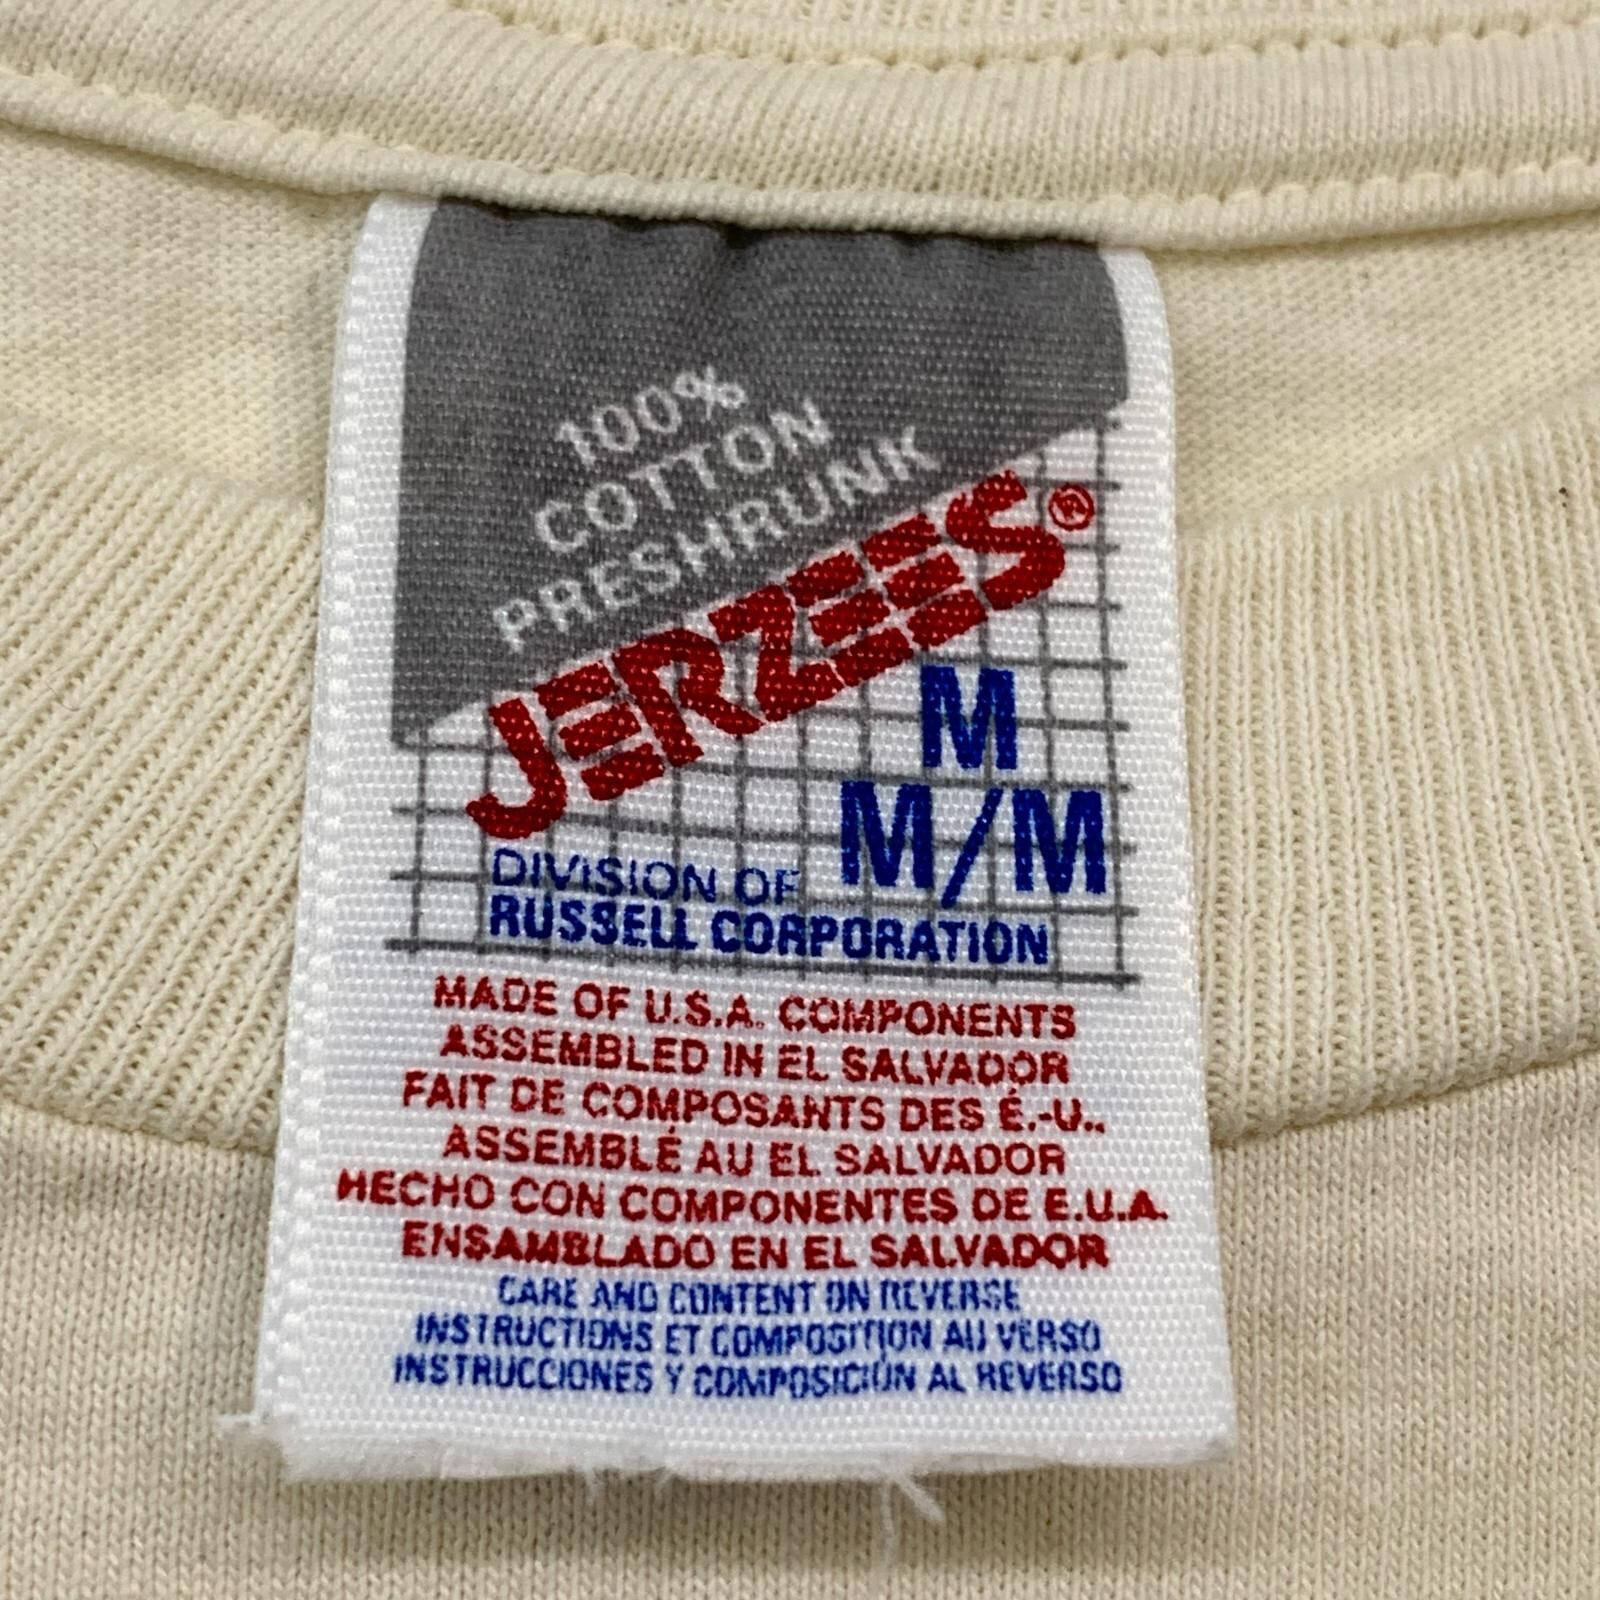 100%
COTTON
PRESHRUNK
JERZEES®
M
M/M
DIVISION OF
RUSSELL CORPORATION
MADE OF U.S.A. COMPONENTS
ASSEMBLED IN EL SALVADOR
FAIT DE COMPOSANTS DES É.-U..
ASSEMBLÉ AU EL SALVADOR
HECHO CON COMPONENTES DE E.U.A.
ENSAMBLADO EN EL SALVADOR
CARE AND CONTENT ON REVERSE
INSTRUCTIONS ET COMPOSITION AU VERSO
INSTRUCCIONES Y COMPOSICIÓN AL REVERSO